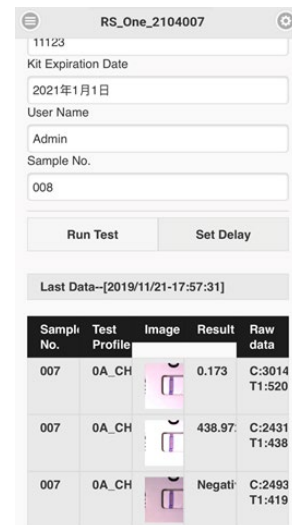 RS_One_2104007
11123
Kit Expiration Date
2021年1月1日
User Name
Admin
Sample No.
008
Run Test Set Delay
Last Data--[2019/11/21-17:57:31]
Sample Test Image Result Raw
No. Profile data
007 0A_CH 0.173 C:3014
T1:520
007 0A_CH 438.97 C:2431
T1:438
007 0A_CH Negati C:2493
T1:419